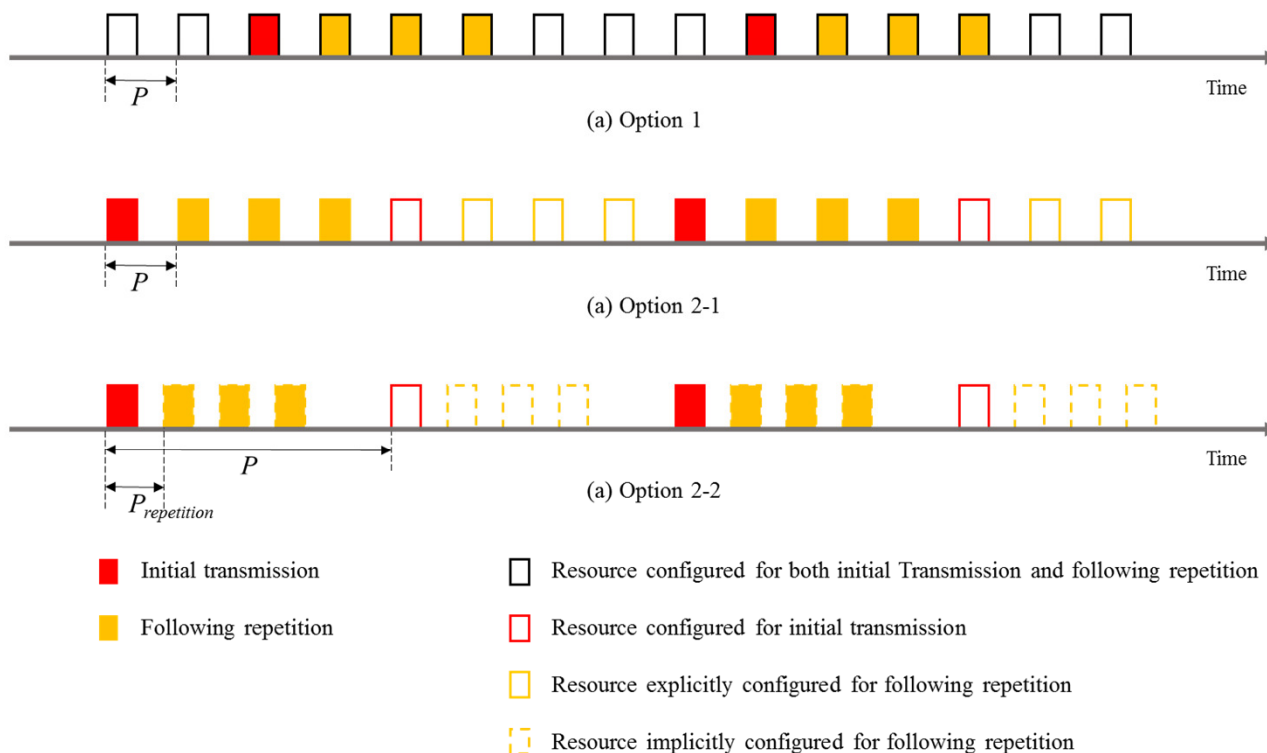 P
Time
(a) Option 1
P
Time
(a) Option 2-1
P
Time
P repetition
(a) Option 2-2
Initial transmission
Resource configured for both initial Transmission and following repetition
Following repetition
Resource configured for initial transmission
Resource explicitly configured for following repetition
Resource implicitly configured for following repetition